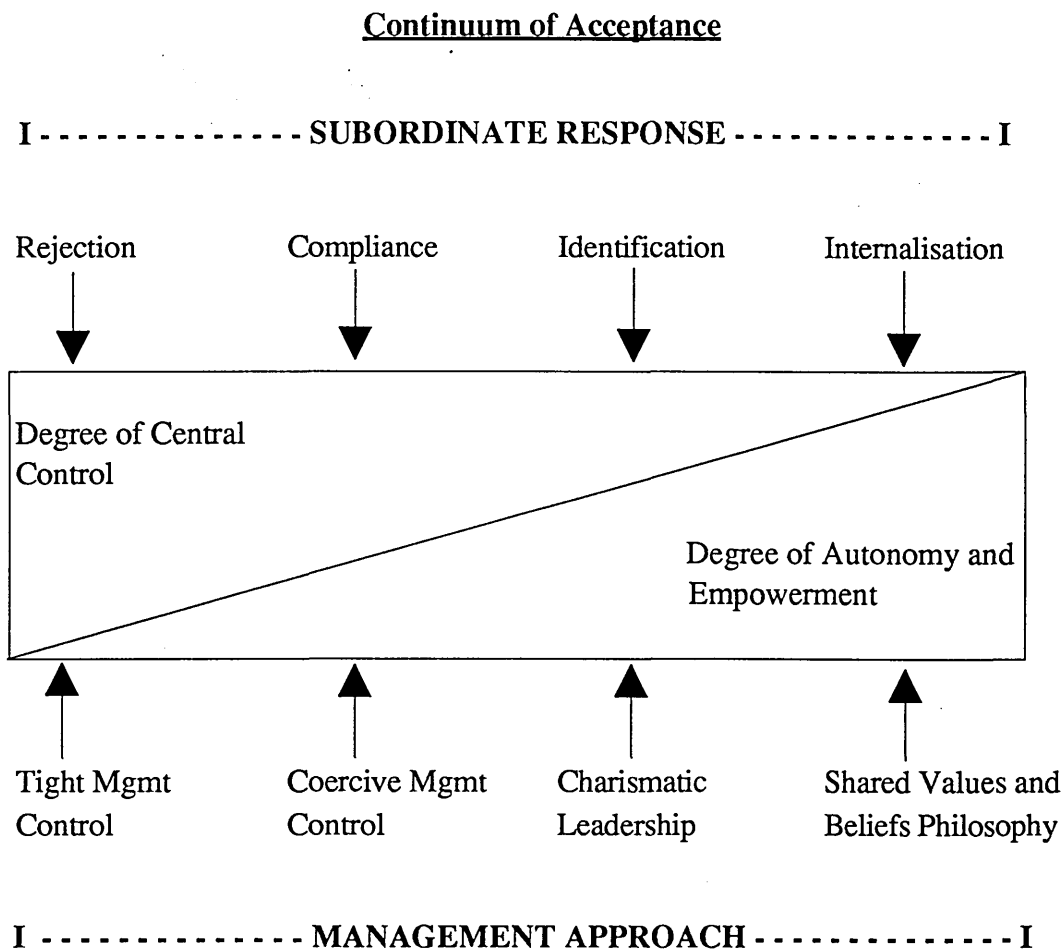 Continuum of Acceptance
I - - - - - - - - - - - - - - SUBORDINATE RESPONSE - - - - - - - - - - - - - I
Rejection Compliance Identification Internalisation
Degree of Central
Control
Degree of Autonomy and
Empowerment
Tight Mgmt Coercive Mgmt Charismatic Shared Values and
Control Control Leadership Beliefs Philosophy
I - - - - - - - - - - - - - - MANAGEMENT APPROACH - - - - - - - - - - - - - I